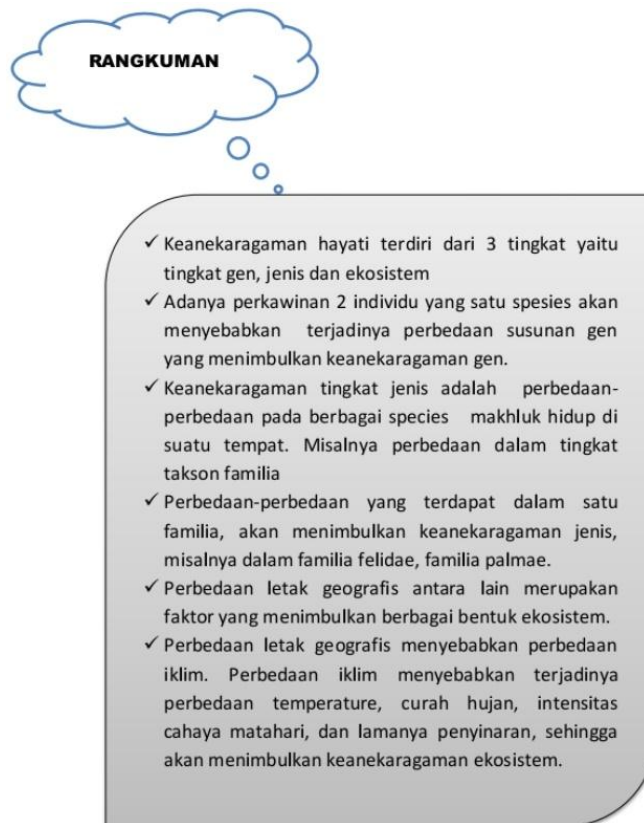 RANGKUMAN
✓ Keanekaragaman hayati terdiri dari 3 tingkat yaitu
tingkat gen, jenis dan ekosistem
✓ Adanya perkawinan 2 individu yang satu spesies akan
menyebabkan terjadinya perbedaan susunan gen
yang menimbulkan keanekaragaman gen.
✓ Keanekaragaman tingkat jenis adalah perbedaan-
perbedaan pada berbagai species makhluk hidup di
suatu tempat. Misalnya perbedaan dalam tingkat
takson familia
✓ Perbedaan-perbedaan yang terdapat dalam satu
familia, akan menimbulkan keanekaragaman jenis,
misalnya dalam familia felidae, familia palmae.
✓ Perbedaan letak geografis antara lain merupakan
faktor yang menimbulkan berbagai bentuk ekosistem.
✓ Perbedaan letak geografis menyebabkan perbedaan
iklim. Perbedaan iklim menyebabkan terjadinya
perbedaan temperature, curah hujan, intensitas
cahaya matahari, dan lamanya penyinaran, sehingga
akan menimbulkan keanekaragaman ekosistem.